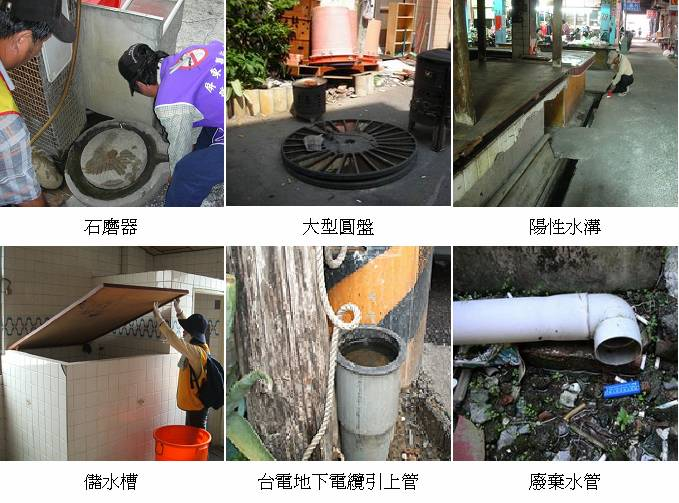 石磨器
大型圓盤
陽性水溝
儲水槽
台電地下電纜引上管
廢棄水管